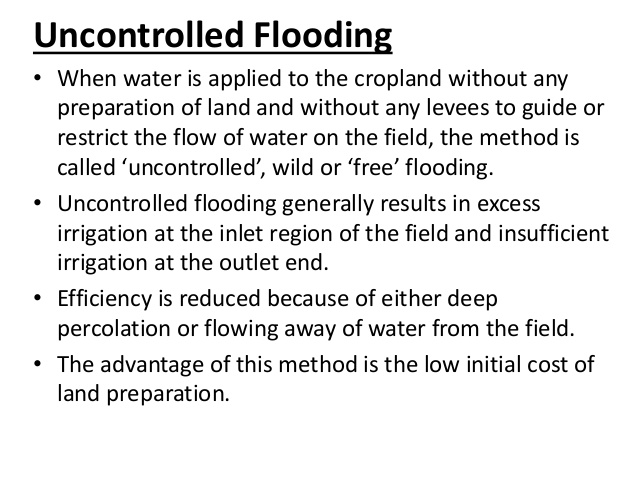 Uncontrolled Flooding
• When water is applied to the cropland without any
preparation of land and without any levees to guide or
restrict the flow of water on the field, the method is
called ‘uncontrolled’, wild or ‘free’ flooding.
• Uncontrolled flooding generally results in excess
irrigation at the inlet region of the field and insufficient
irrigation at the outlet end.
• Efficiency is reduced because of either deep
percolation or flowing away of water from the field.
• The advantage of this method is the low initial cost of
land preparation.